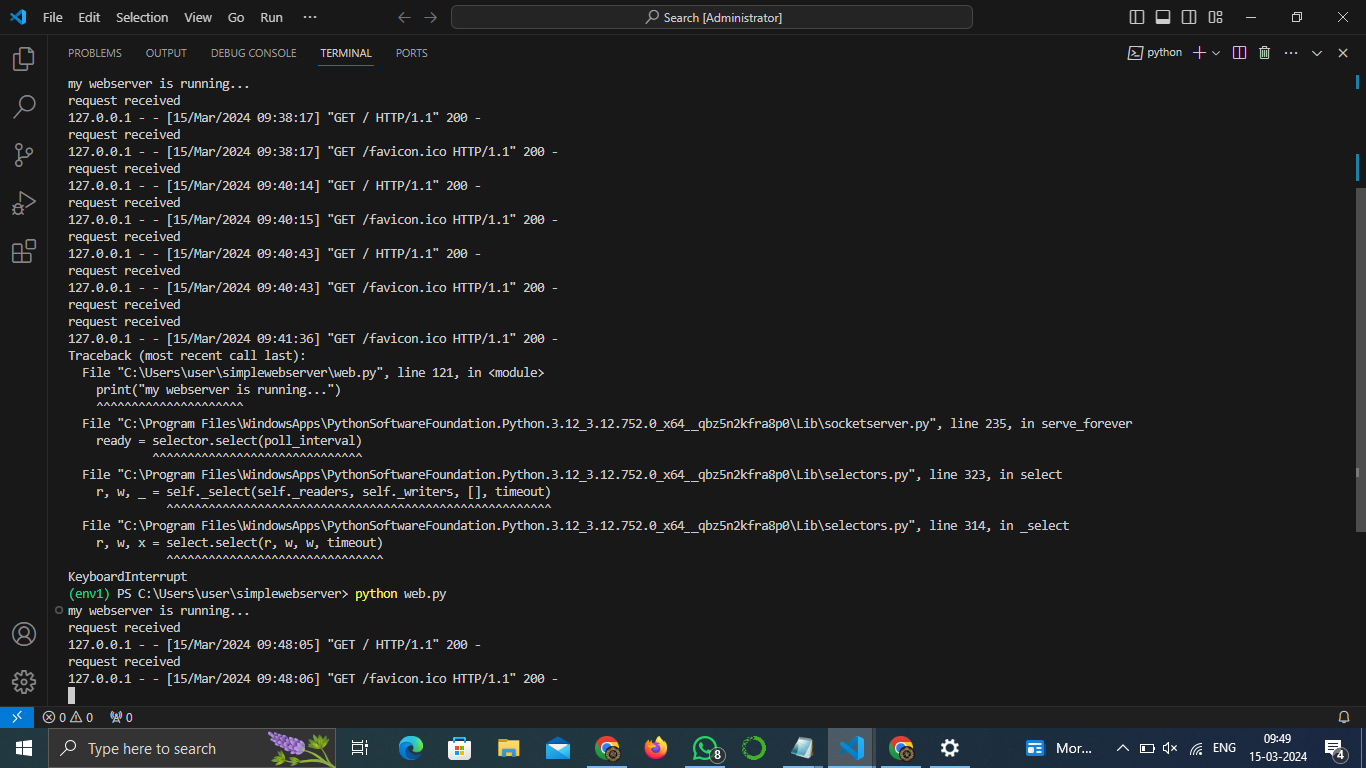 File Edit Selection View Go Run ···
Search [Administrator]
PROBLEMS OUTPUT DEBUG CONSOLE TERMINAL PORTS
python
my webserver is running...
request received
127.0.0.1 - - [15/Mar/2024 09:38:17] "GET / HTTP/1.1" 200 -
request received
127.0.0.1 - - [15/Mar/2024 09:38:17] "GET /favicon.ico HTTP/1.1" 200 -
request received
127.0.0.1 - - [15/Mar/2024 09:40:14] "GET / HTTP/1.1" 200 -
request received
127.0.0.1 - - [15/Mar/2024 09:40:15] "GET /favicon.ico HTTP/1.1" 200 -
request received
127.0.0.1 - - [15/Mar/2024 09:40:43] "GET / HTTP/1.1" 200 -
request received
127.0.0.1 - - [15/Mar/2024 09:40:43] "GET /favicon.ico HTTP/1.1" 200 -
request received
request received
127.0.0.1 - - [15/Mar/2024 09:41:36] "GET /favicon.ico HTTP/1.1" 200 -
Traceback (most recent call last):
  File "C:\Users\user\simplewebserver\web.py", line 121, in <module>
    print("my webserver is running...")
    ^^^^^^^^^^^^^^^^^^^^^
  File "C:\Program Files\WindowsApps\PythonSoftwareFoundation.Python.3.12_3.12.752.0_x64__qbz5n2kfra8p0\Lib\socketserver.py", line 235, in serve_forever
    ready = selector.select(poll_interval)
            ^^^^^^^^^^^^^^^^^^^^^^^^^^^^^^
  File "C:\Program Files\WindowsApps\PythonSoftwareFoundation.Python.3.12_3.12.752.0_x64__qbz5n2kfra8p0\Lib\selectors.py", line 323, in select
    r, w, _ = self._select(self._readers, self._writers, [], timeout)
              ^^^^^^^^^^^^^^^^^^^^^^^^^^^^^^^^^^^^^^^^^^^^^^^^^^^^^^^
  File "C:\Program Files\WindowsApps\PythonSoftwareFoundation.Python.3.12_3.12.752.0_x64__qbz5n2kfra8p0\Lib\selectors.py", line 314, in _select
    r, w, x = select.select(r, w, w, timeout)
              ^^^^^^^^^^^^^^^^^^^^^^^^^^^^^^^
KeyboardInterrupt
(env1) PS C:\Users\user\simplewebserver> python web.py
my webserver is running...
request received
127.0.0.1 - - [15/Mar/2024 09:48:05] "GET / HTTP/1.1" 200 -
request received
127.0.0.1 - - [15/Mar/2024 09:48:06] "GET /favicon.ico HTTP/1.1" 200 -
0 0 0
Type here to search
8
Mor...
ENG
09:49
15-03-2024
4